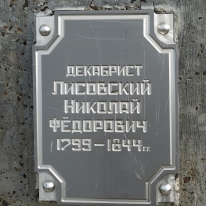 ДЕКАБРИСТ
ЛИСОВСКИЙ
НИКОЛАЙ
ФЁДОРОВИЧ
1799-1844гг.